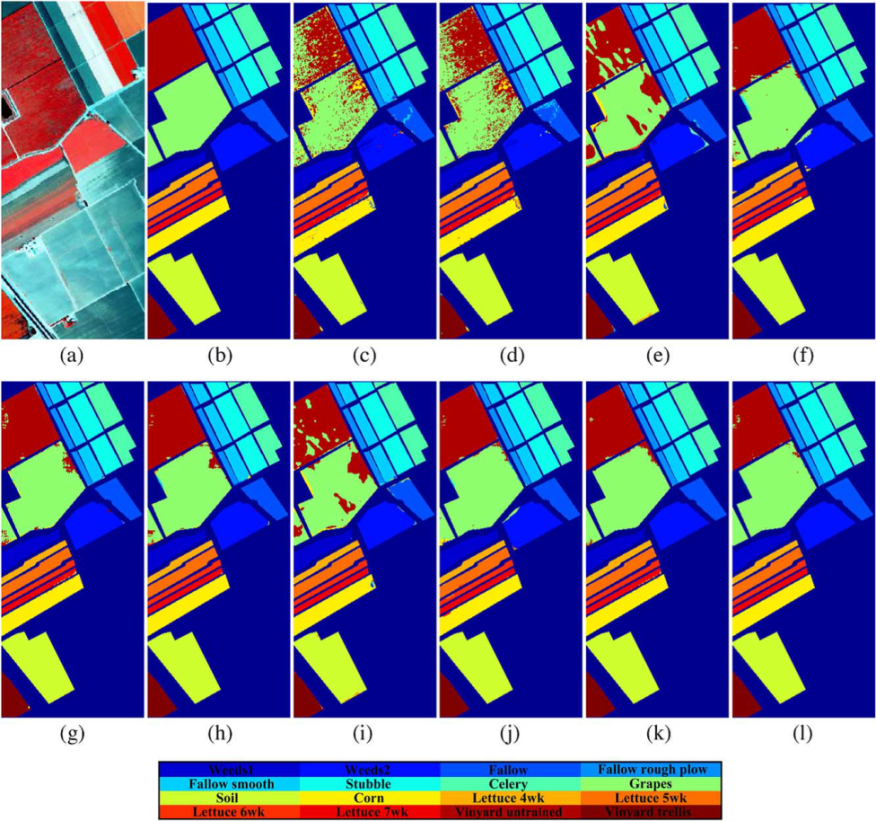 (a) (b) (c) (d) (e) (f)
(g) (h) (i) (j) (k) (l)
Weeds1 Weeds2 Fallow Fallow rough plow
Fallow smooth Stubble Celery Grapes
Soil Corn Lettuce 4wk Lettuce 5wk
Lettuce 6wk Lettuce 7wk Vinyard untrained Vinyard trellis